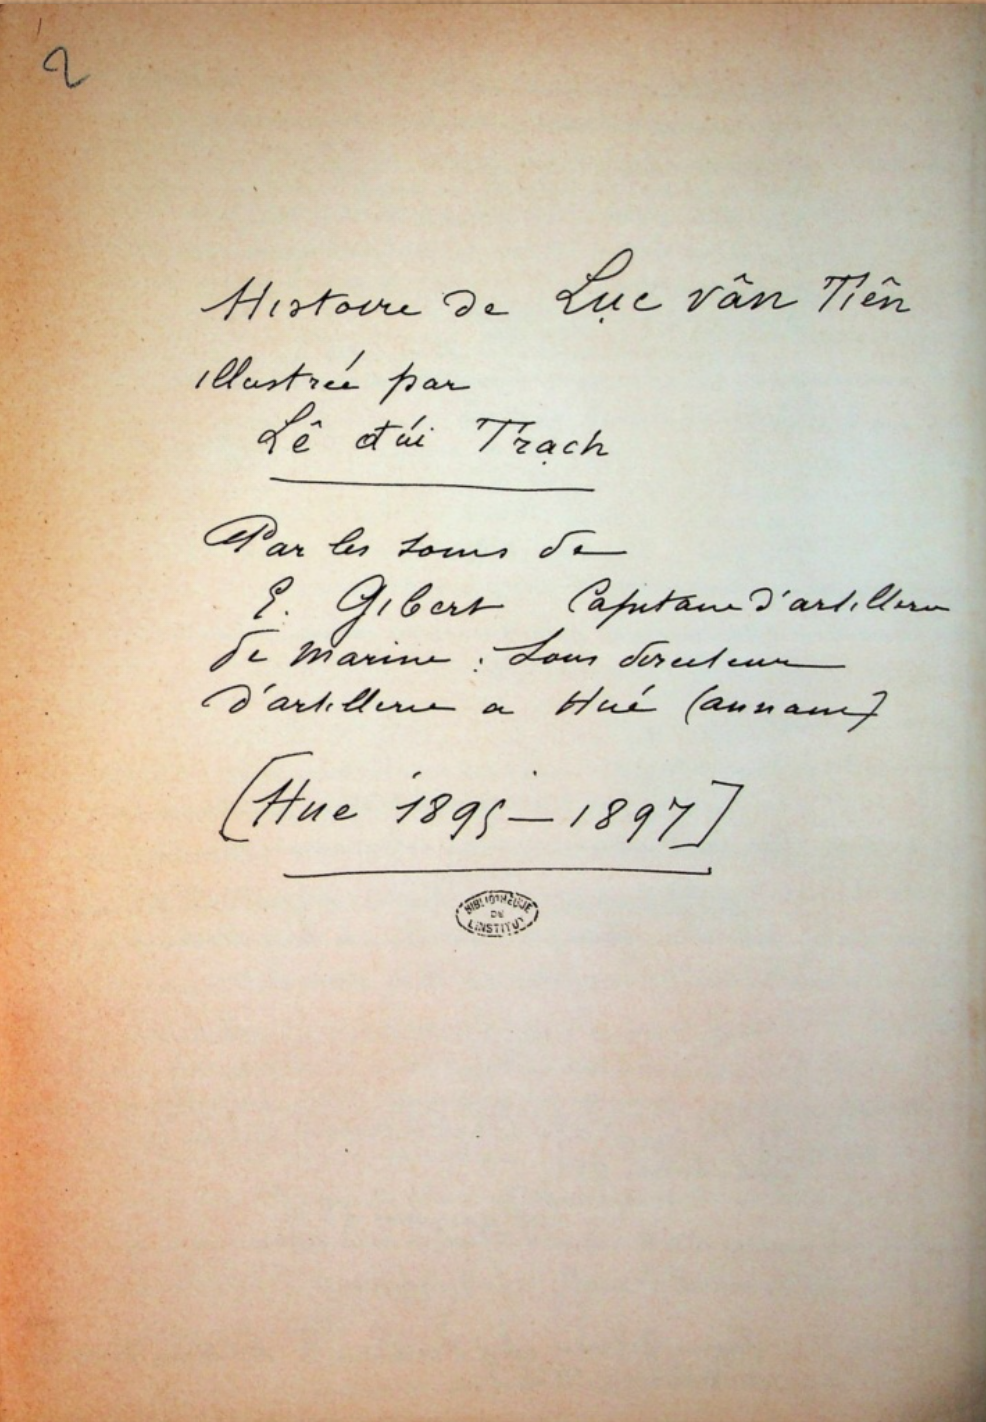 2
Histoire de Lục vân Tiên
illustrée par
Lê đúi Trạch
Par les soins de
E. Gibert Capitaine d'artillerie
de Marine : Sous directeur
d'artillerie a Hué (annam)
[Hue 1895 — 1897]
BIBLIOTHÈQUE
DE
L'INSTITUT